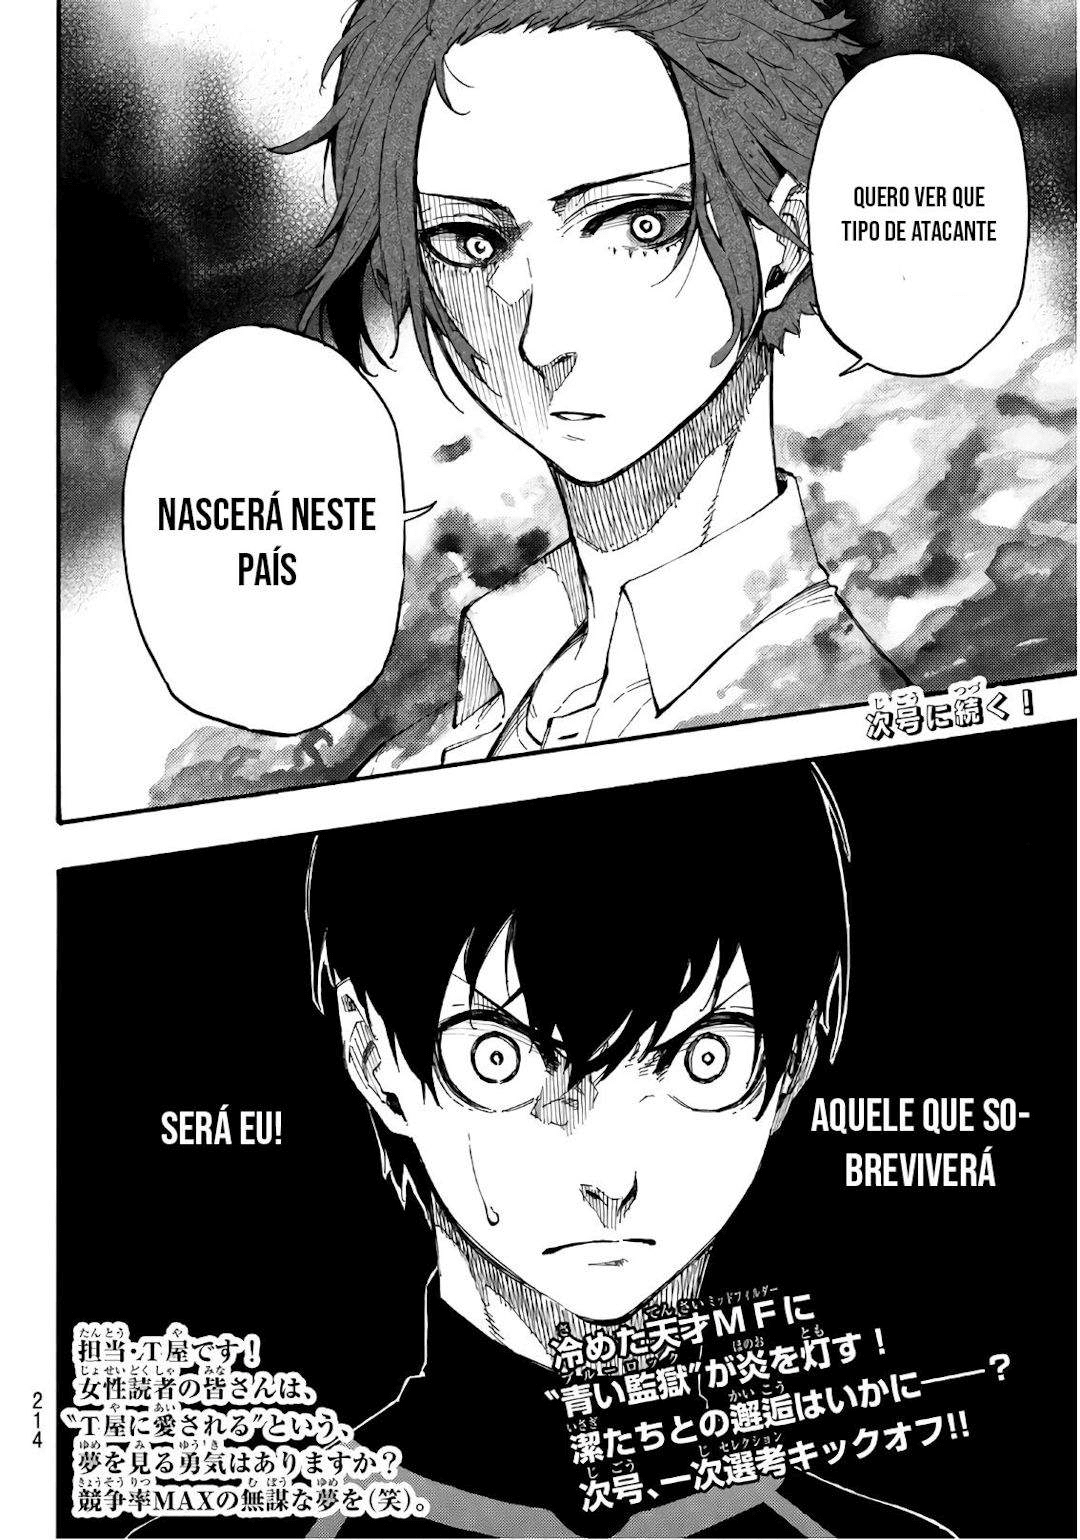 QUERO VER QUE
TIPO DE ATACANTE
NASCERÁ NESTE
PAÍS
次号に続く！
AQUELE QUE SO-
BREVIVERÁ
SERÁ EU!
冷めた天才MFに
“青い監獄”が炎を灯す！
潔たちとの邂逅はいかに——？
次号、一次選考キックオフ!!
担当・T屋です！
女性読者の皆さんは、
“T屋に愛される”という、
夢を見る勇気はありますか？
競争率MAXの無謀な夢を（笑）。
214